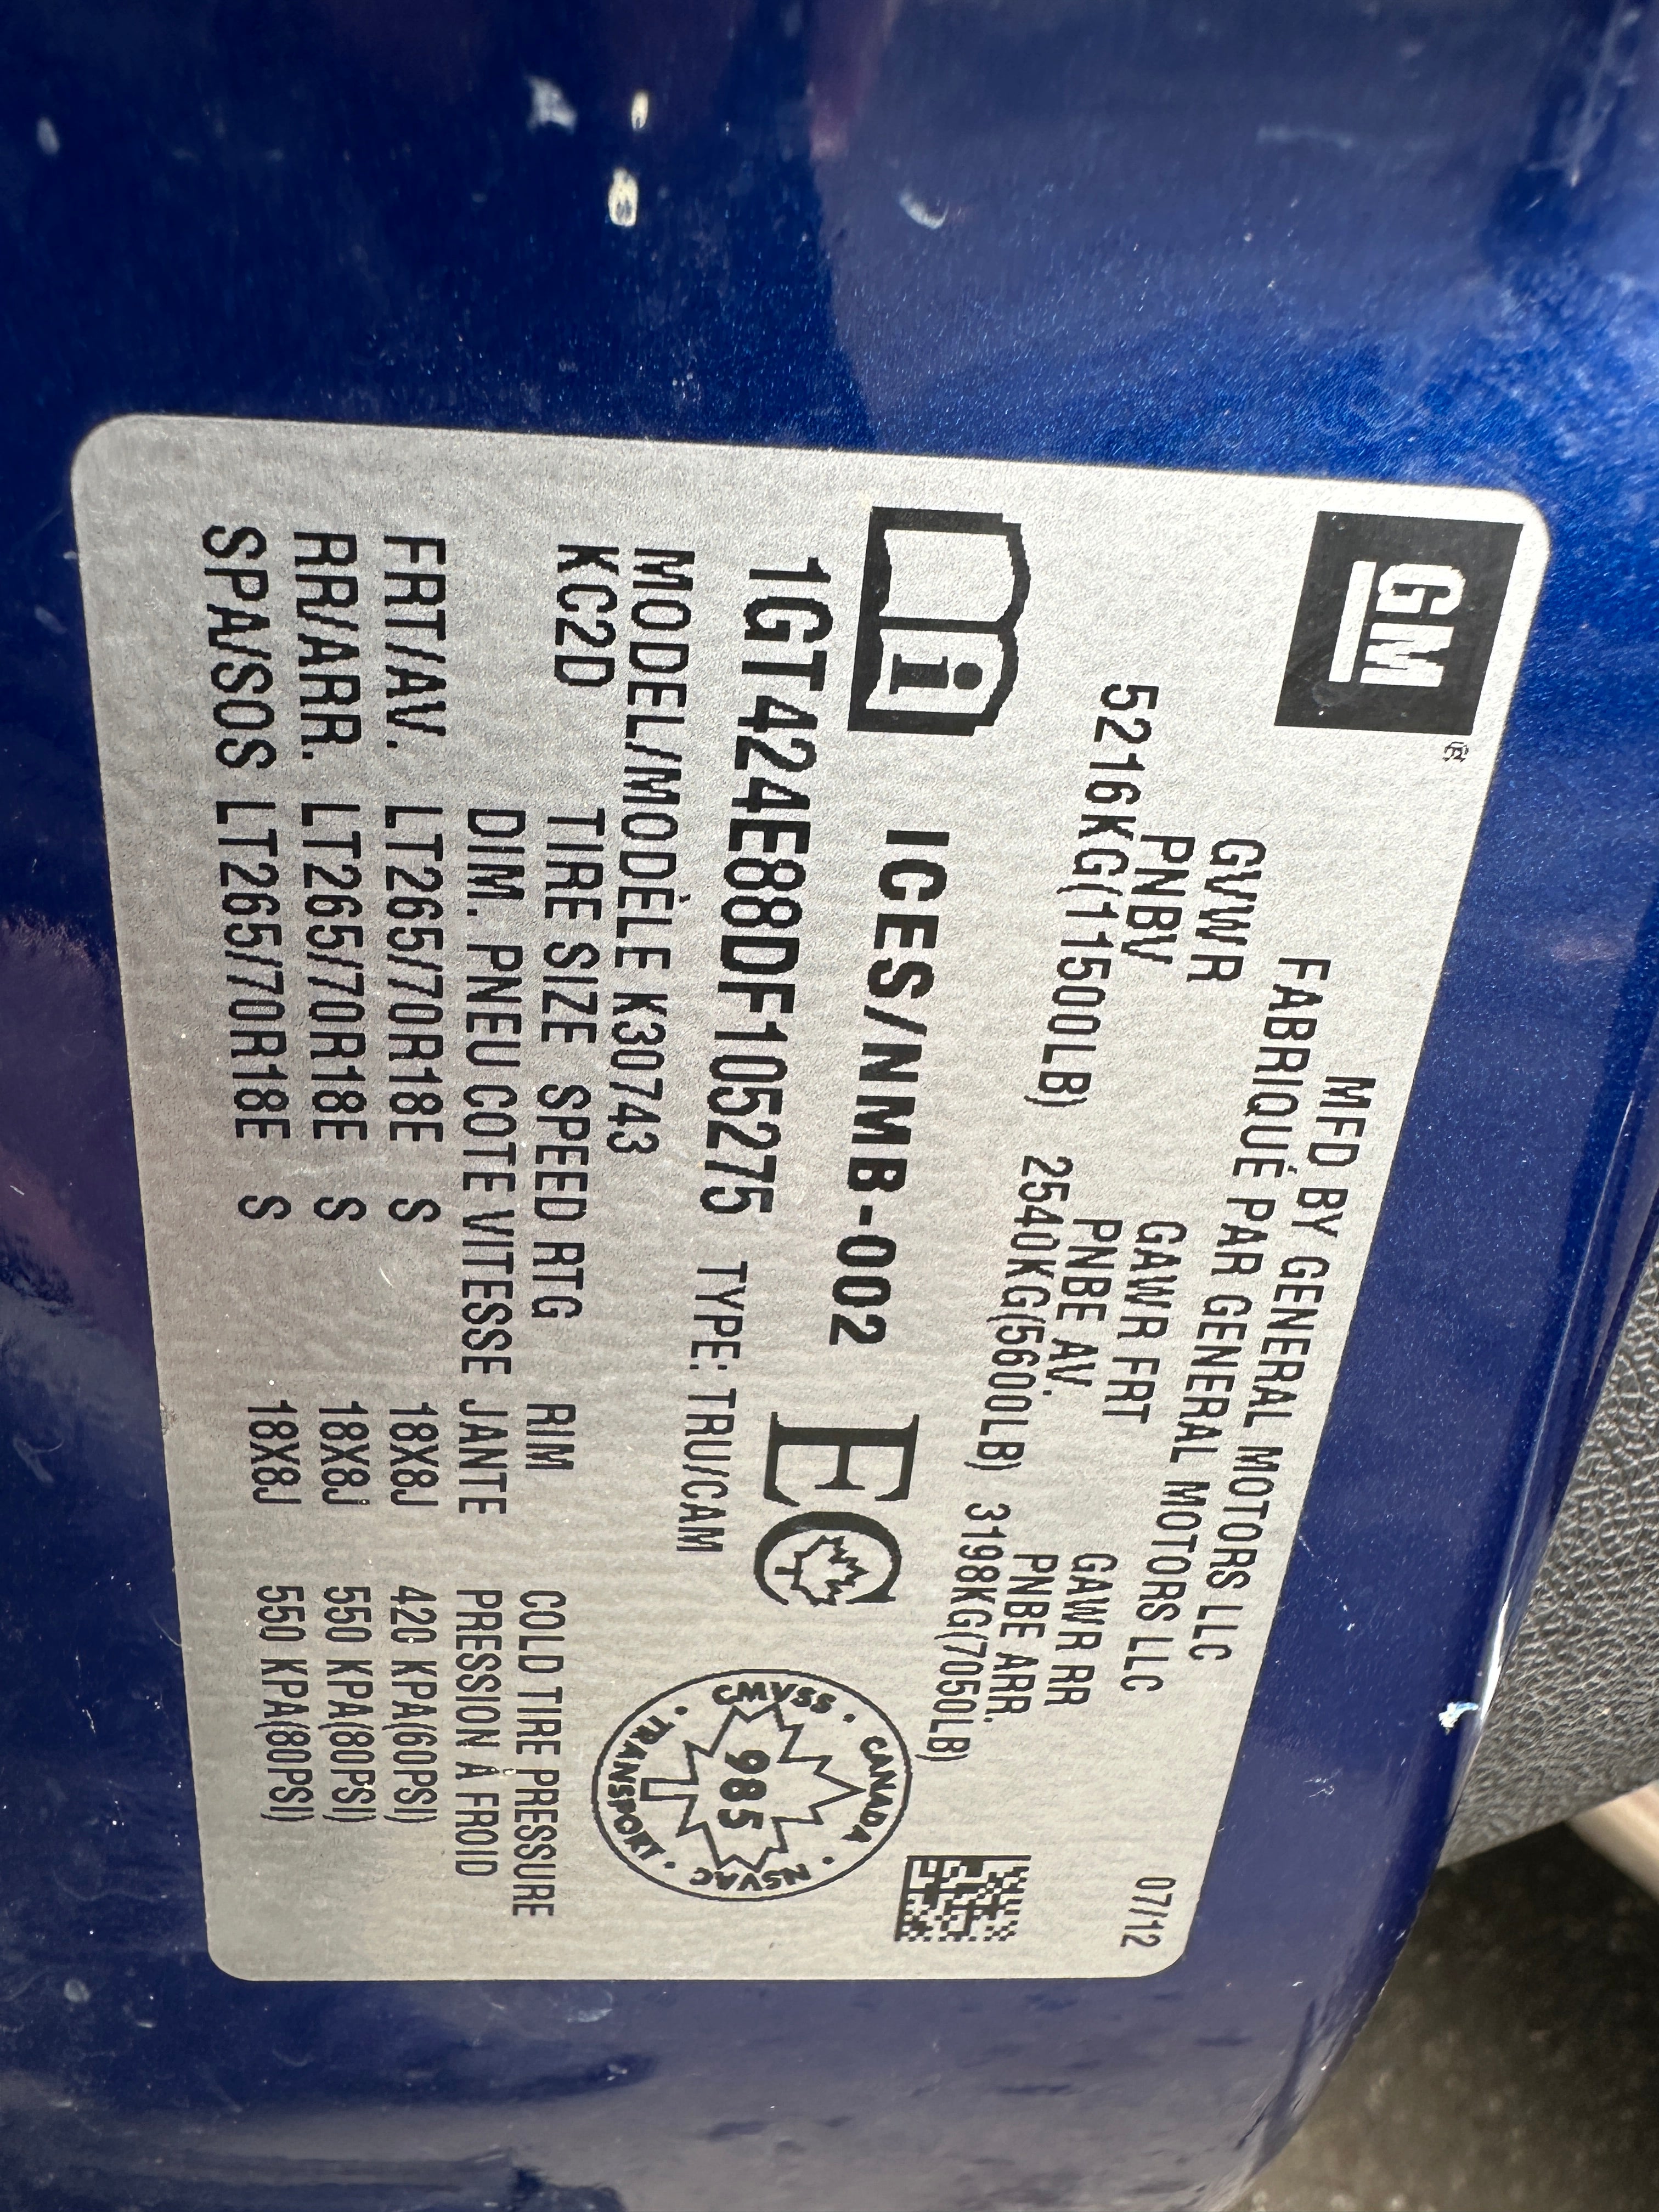 GM®
MFD BY GENERAL MOTORS LLC
FABRIQUÉ PAR GENERAL MOTORS LLC
07/12
GVWR GAWR FRT GAWR RR
PNBV PNBE AV. PNBE ARR.
5216KG(11500LB) 2540KG(5600LB) 3198KG(7050LB)
i ICES/NMB-002 EC
CANADA · NSVAC · TRANSPORT · CMVSS ·
985
1GT424E88DF105275 TYPE: TRU/CAM
MODEL/MODÈLE K30743
KC2D TIRE SIZE SPEED RTG RIM COLD TIRE PRESSURE
DIM. PNEU COTE VITESSE JANTE PRESSION À FROID
FRT/AV. LT265/70R18E S 18X8J 420 KPA(60PSI)
RR/ARR. LT265/70R18E S 18X8J 550 KPA(80PSI)
SPA/SOS LT265/70R18E S 18X8J 550 KPA(80PSI)